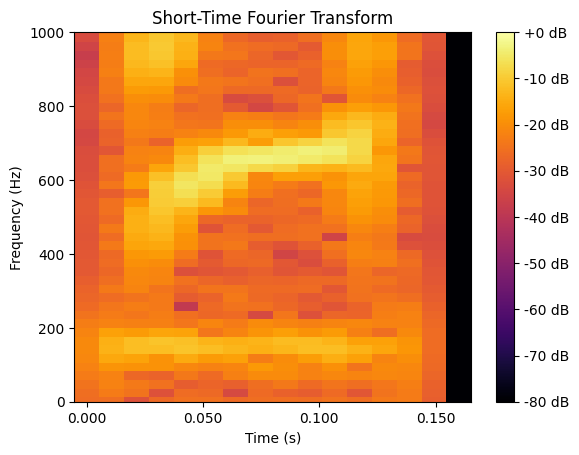 Short-Time Fourier Transform
1000
800
600
400
200
0
Frequency (Hz)
0.000
0.050
0.100
0.150
Time (s)
+0 dB
-10 dB
-20 dB
-30 dB
-40 dB
-50 dB
-60 dB
-70 dB
-80 dB